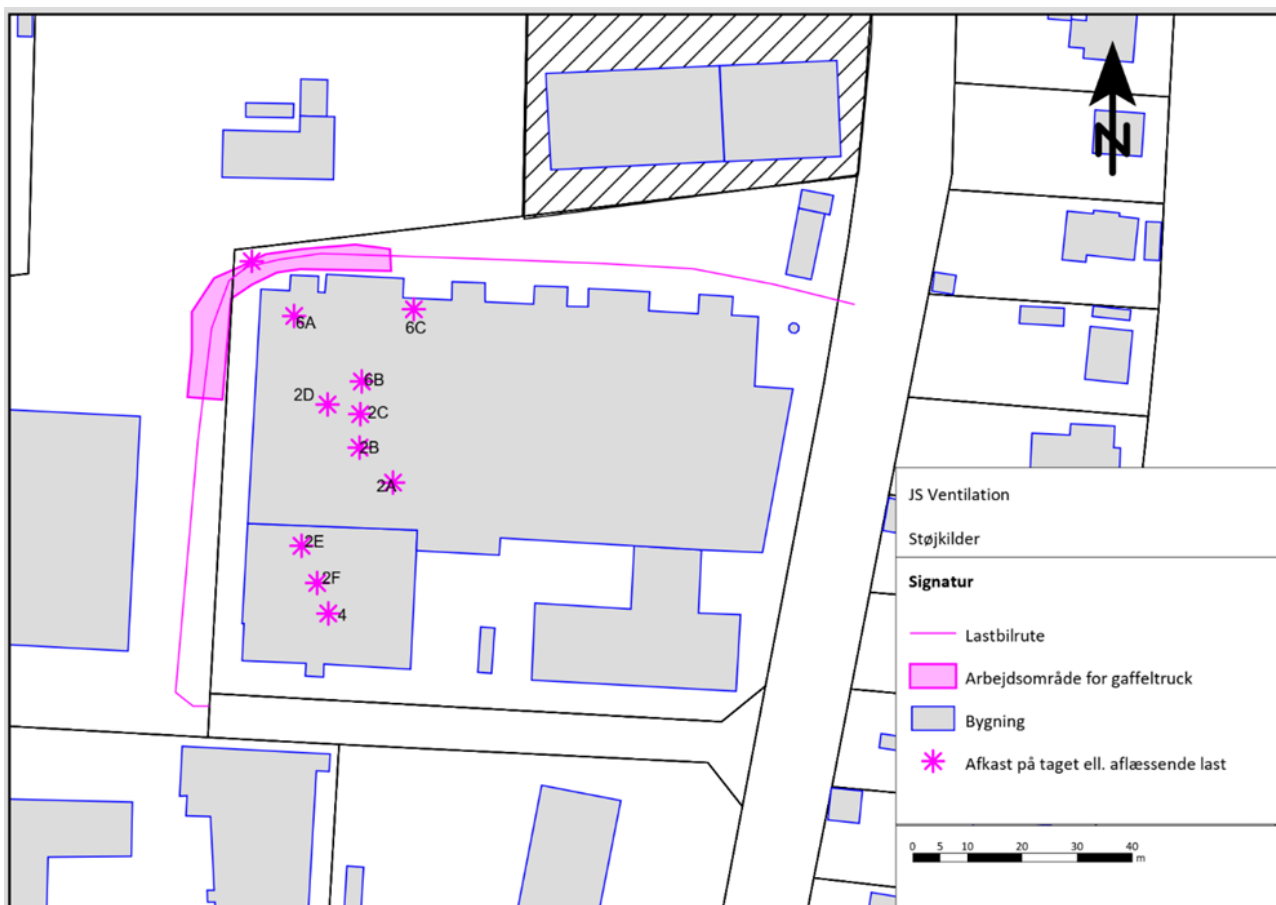 N
6A
6C
6B
2D
2C
2B
2A
2E
2F
4
JS Ventilation
Støjkilder
Signatur
Lastbilrute
Arbejdsområde for gaffeltruck
Bygning
Afkast på taget ell. aflæssende last
0 5 10 20 30 40
m